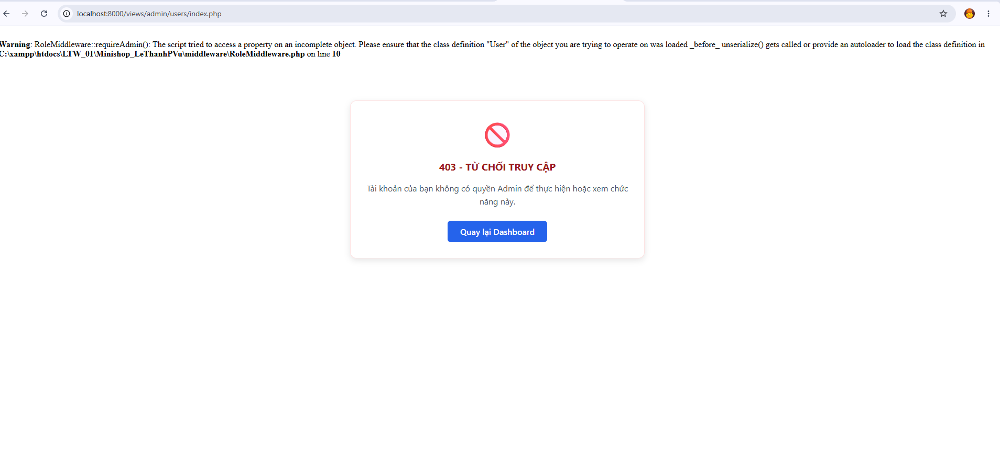 localhost:8000/views/admin/users/index.php
Warning: RoleMiddleware::requireAdmin(): The script tried to access a property on an incomplete object. Please ensure that the class definition "User" of the object you are trying to operate on was loaded _before_ unserialize() gets called or provide an autoloader to load the class definition in
C:\xampp\htdocs\LTW_01\Minishop_LeThanhPVu\middleware\RoleMiddleware.php on line 10
403 - TỪ CHỐI TRUY CẬP
Tài khoản của bạn không có quyền Admin để thực hiện hoặc xem chức
năng này.
Quay lại Dashboard